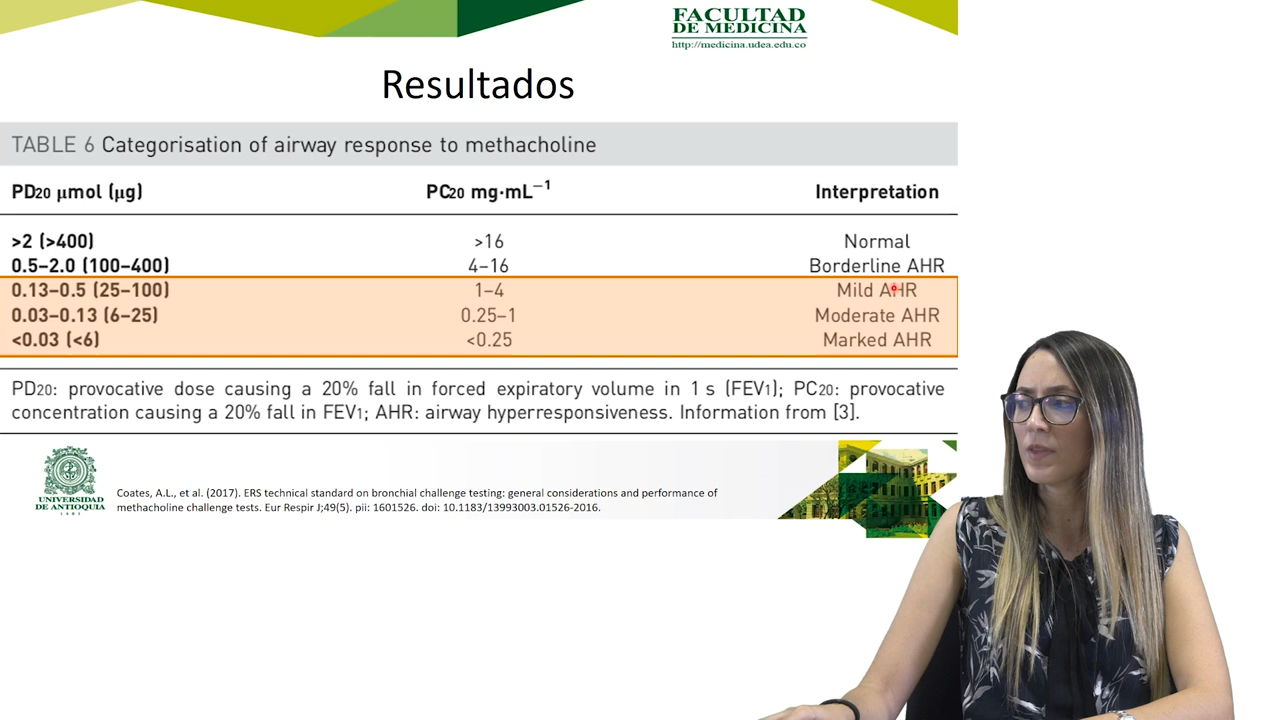 FACULTAD
DE MEDICINA
http://medicina.udea.edu.co
Resultados
TABLE 6 Categorisation of airway response to methacholine
PD20 µmol (µg) PC20 mg·mL−1 Interpretation
>2 (>400) >16 Normal
0.5–2.0 (100–400) 4–16 Borderline AHR
0.13–0.5 (25–100) 1–4 Mild AHR
0.03–0.13 (6–25) 0.25–1 Moderate AHR
<0.03 (<6) <0.25 Marked AHR
PD20: provocative dose causing a 20% fall in forced expiratory volume in 1 s (FEV1); PC20: provocative
concentration causing a 20% fall in FEV1; AHR: airway hyperresponsiveness. Information from [3].
UNIVERSIDAD
DE ANTIOQUIA
1803
Coates, A.L., et al. (2017). ERS technical standard on bronchial challenge testing: general considerations and performance of
methacholine challenge tests. Eur Respir J;49(5). pii: 1601526. doi: 10.1183/13993003.01526-2016.